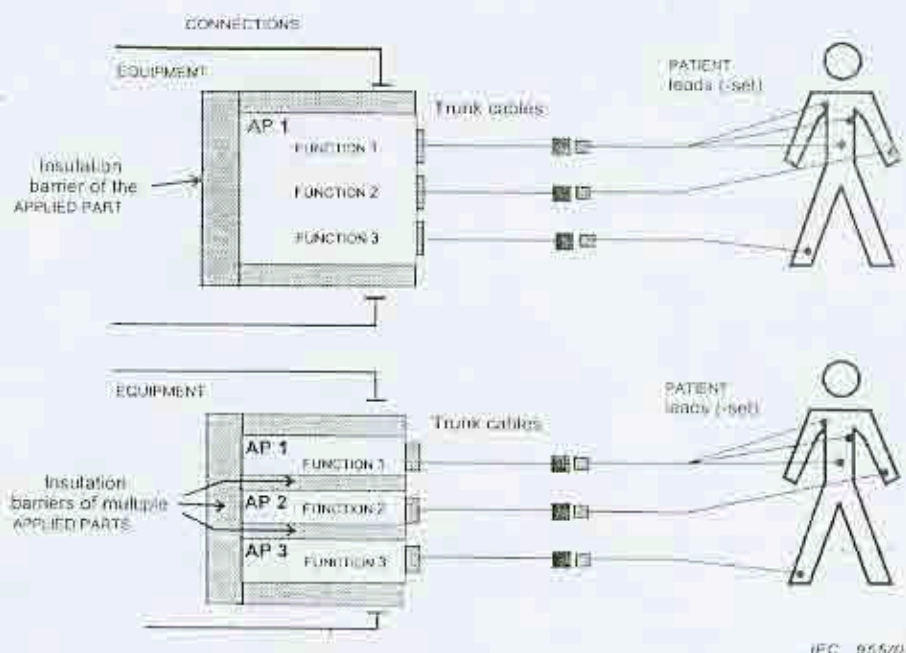 CONNECTIONS
EQUIPMENT
PATIENT
leads (-set)
Trunk cables
AP 1
FUNCTION 1
Insulation
barrier of the
APPLIED PART
FUNCTION 2
FUNCTION 3
EQUIPMENT
PATIENT
leads (-set)
Trunk cables
AP 1
FUNCTION 1
Insulation
barriers of multiple
APPLIED PARTS
AP 2
FUNCTION 2
AP 3
FUNCTION 3
IEC 955/0